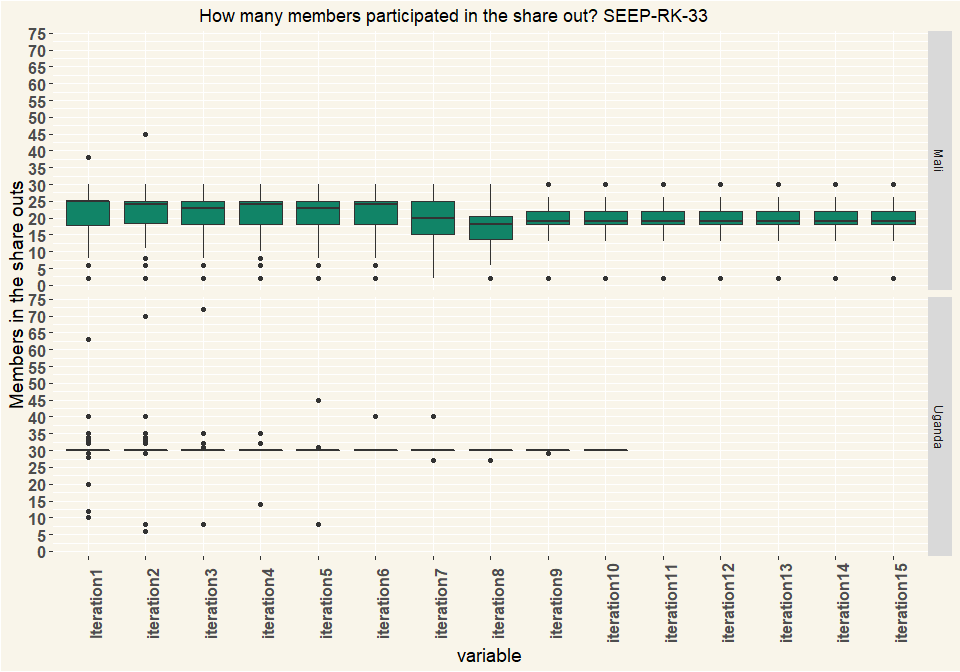 How many members participated in the share out? SEEP-RK-33
Members in the share outs
75
70
65
60
55
50
45
40
35
30
25
20
15
10
5
0
Mali
75
70
65
60
55
50
45
40
35
30
25
20
15
10
5
0
Uganda
iteration1
iteration2
iteration3
iteration4
iteration5
iteration6
iteration7
iteration8
iteration9
iteration10
iteration11
iteration12
iteration13
iteration14
iteration15
variable